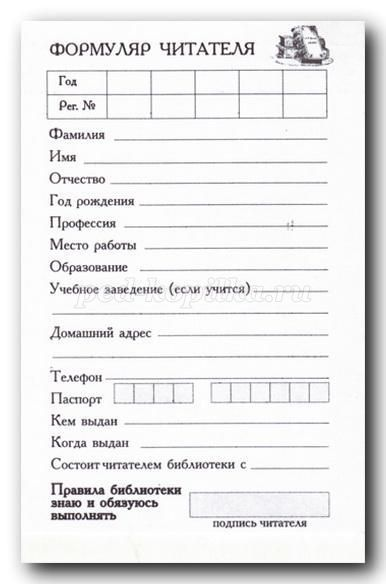 ФОРМУЛЯР ЧИТАТЕЛЯ
Год
Рег. №
Фамилия
Имя
Отчество
Год рождения
Профессия
Место работы
Образование
Учебное заведение (если учится)
ped-kopilka.ru
Домашний адрес
Телефон
Паспорт
Кем выдан
Когда выдан
Состоит читателем библиотеки с
Правила библиотеки
знаю и обязуюсь
выполнять
подпись читателя